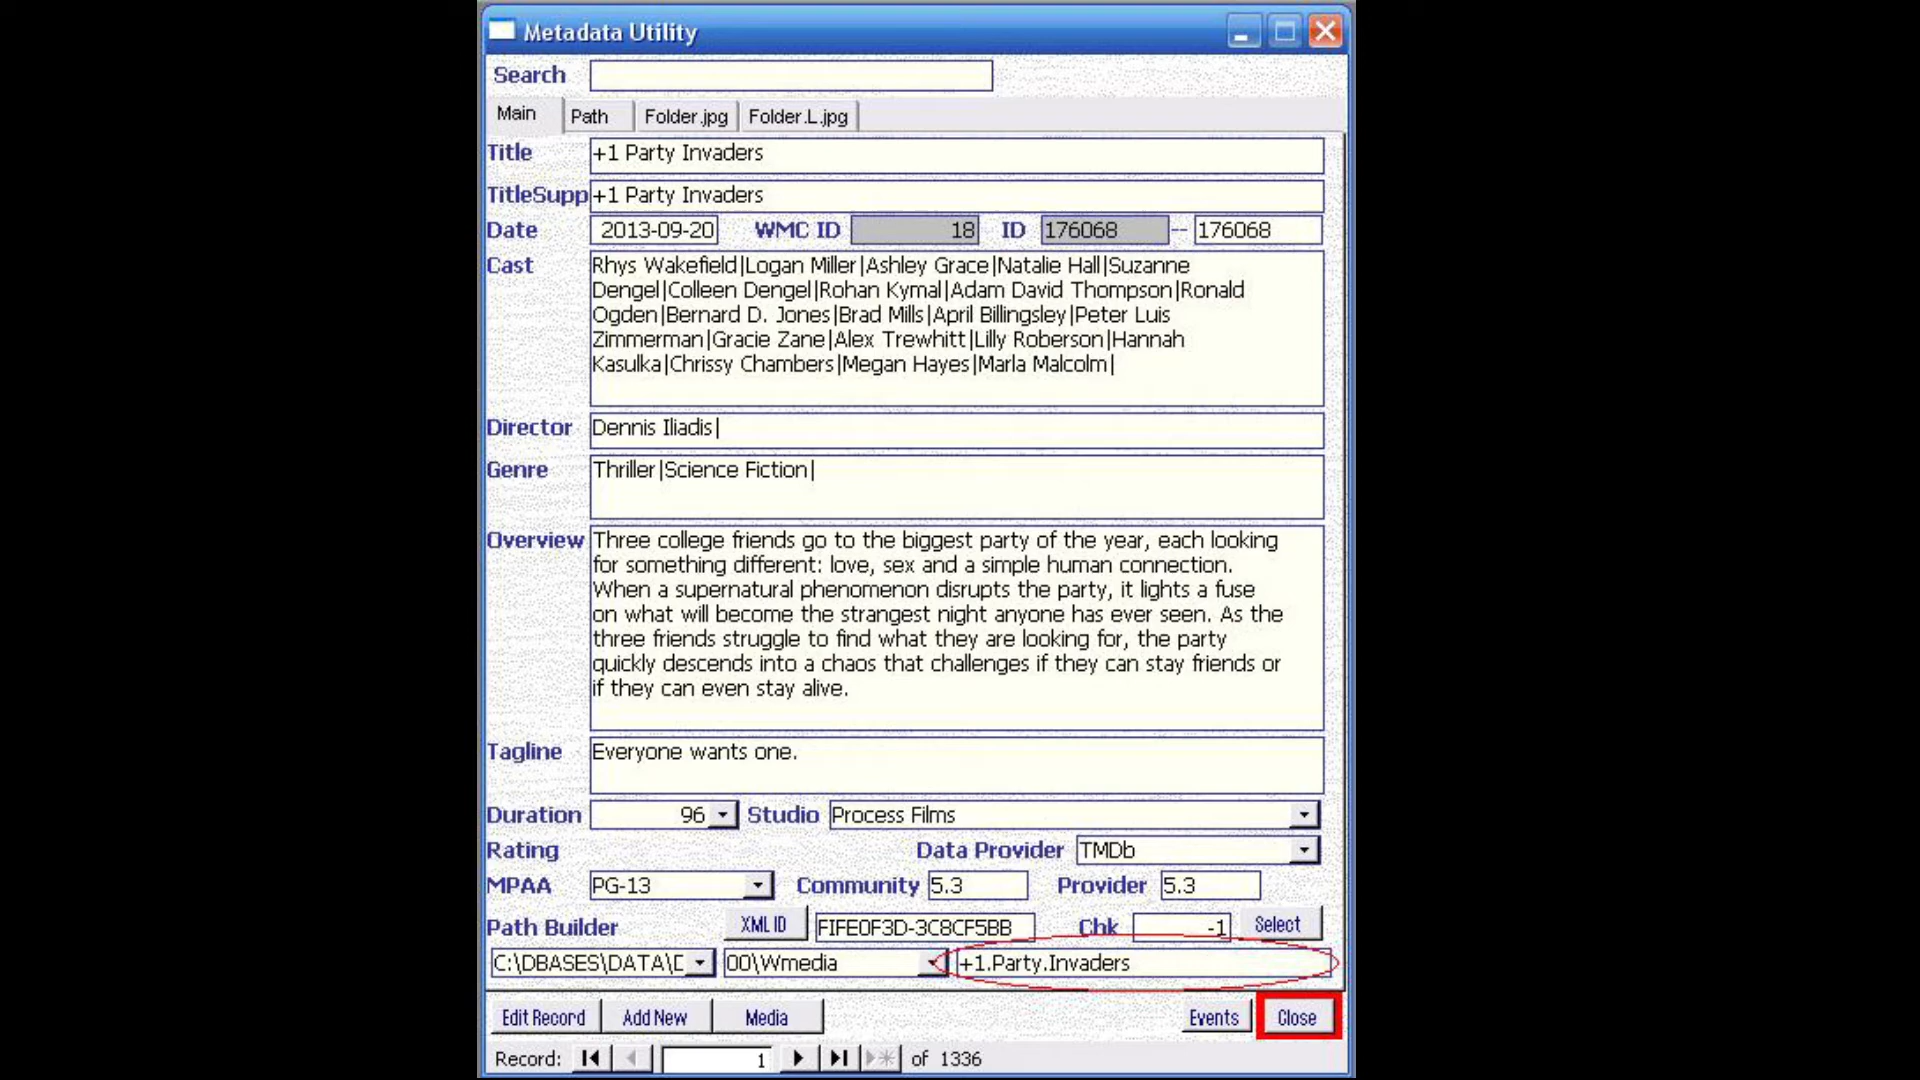 Metadata Utility
Search
Main Path Folder.jpg Folder.L.jpg
Title +1 Party Invaders
TitleSupp +1 Party Invaders
Date 2013-09-20 WMC ID 18 ID 176068 -- 176068
Cast Rhys Wakefield|Logan Miller|Ashley Grace|Natalie Hall|Suzanne
Dengel|Colleen Dengel|Rohan Kymal|Adam David Thompson|Ronald
Ogden|Bernard D. Jones|Brad Mills|April Billingsley|Peter Luis
Zimmerman|Gracie Zane|Alex Trewhitt|Lilly Roberson|Hannah
Kasulka|Chrissy Chambers|Megan Hayes|Marla Malcolm|
Director Dennis Iliadis|
Genre Thriller|Science Fiction|
Overview Three college friends go to the biggest party of the year, each looking
for something different: love, sex and a simple human connection.
When a supernatural phenomenon disrupts the party, it lights a fuse
on what will become the strangest night anyone has ever seen. As the
three friends struggle to find what they are looking for, the party
quickly descends into a chaos that challenges if they can stay friends or
if they can even stay alive.
Tagline Everyone wants one.
Duration 96 Studio Process Films
Rating Data Provider TMDb
MPAA PG-13 Community 5.3 Provider 5.3
Path Builder XML ID FIFE0F3D-3C8CF5BB Chk -1 Select
C:\DBASES\DATA\D 00\Wmedia +1.Party.Invaders
Edit Record Add New Media Events Close
Record: 1 of 1336